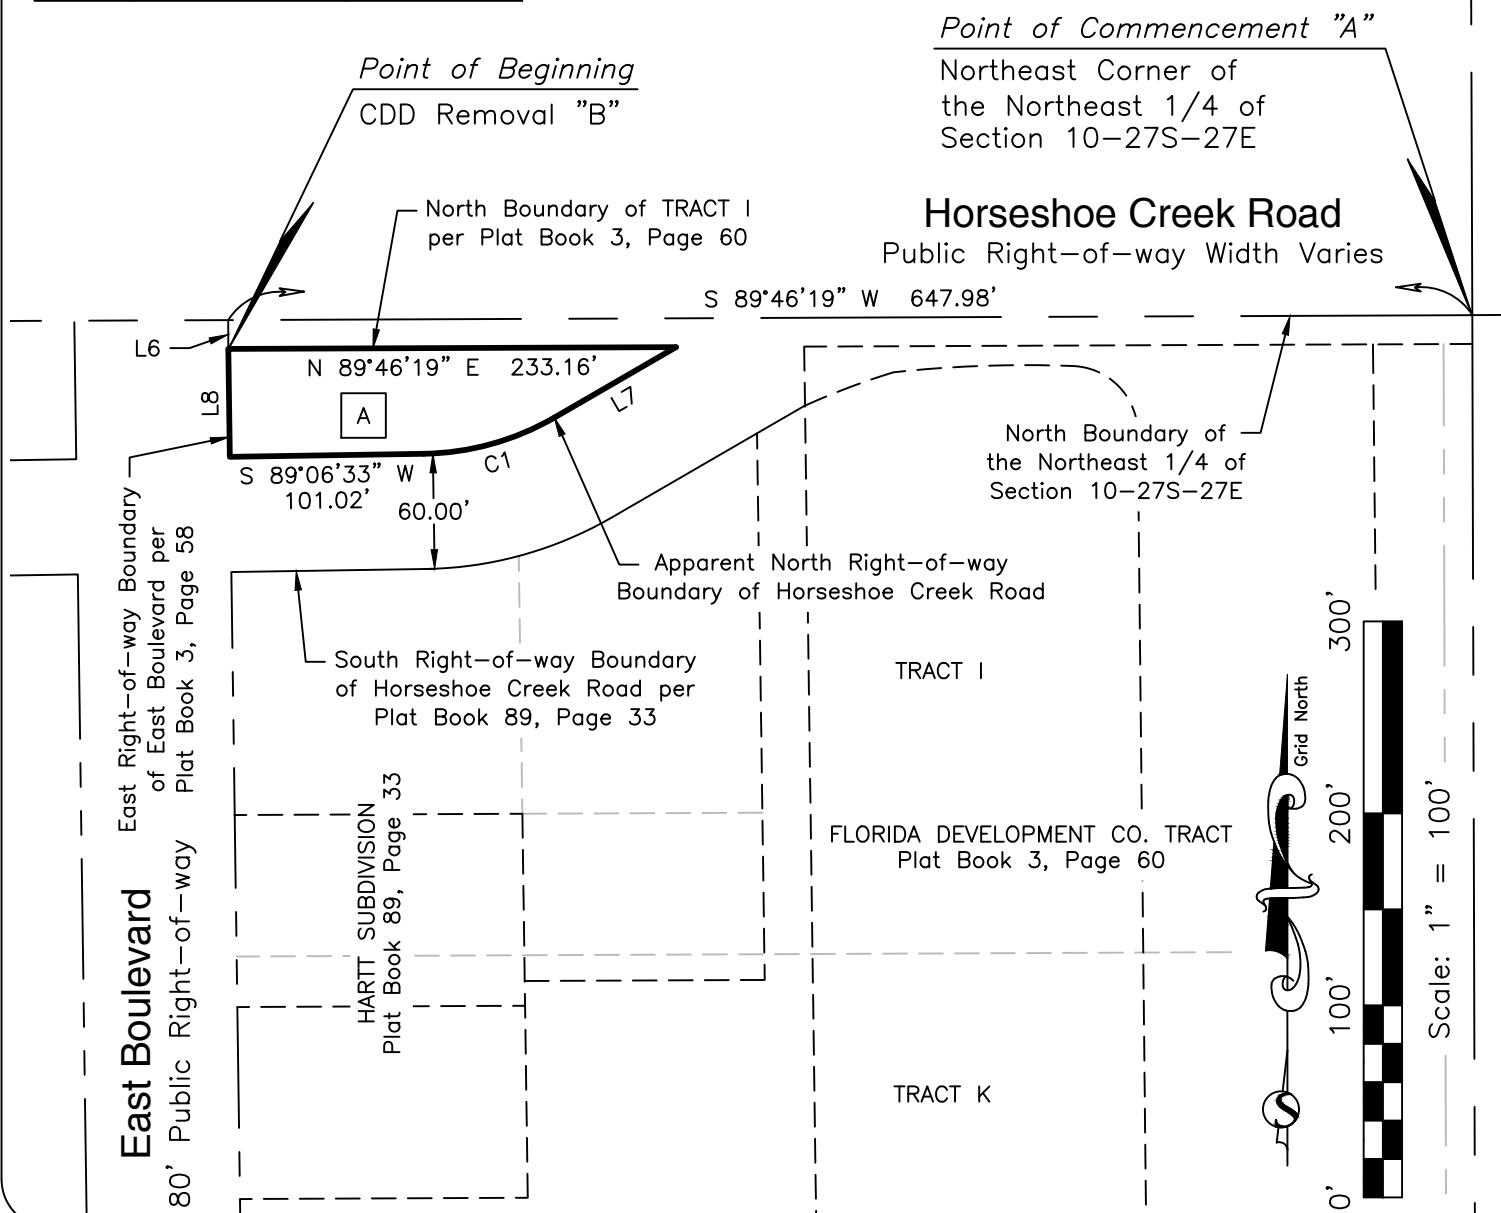 Point of Commencement "A"
Northeast Corner of
the Northeast 1/4 of
Section 10-27S-27E
Point of Beginning
CDD Removal "B"
North Boundary of TRACT I
per Plat Book 3, Page 60
Horseshoe Creek Road
Public Right-of-way Width Varies
S 89°46'19" W 647.98'
L6
N 89°46'19" E 233.16'
L8
A
L7
C1
S 89°06'33" W
101.02'
60.00'
North Boundary of
the Northeast 1/4 of
Section 10-27S-27E
Apparent North Right-of-way
Boundary of Horseshoe Creek Road
East Right-of-way Boundary
of East Boulevard per
Plat Book 3, Page 58
South Right-of-way Boundary
of Horseshoe Creek Road per
Plat Book 89, Page 33
TRACT I
FLORIDA DEVELOPMENT CO. TRACT
Plat Book 3, Page 60
HARTT SUBDIVISION
Plat Book 89, Page 33
East Boulevard
80' Public Right-of-way
TRACT K
Grid North
S
300'
200'
100'
0'
Scale: 1" = 100'